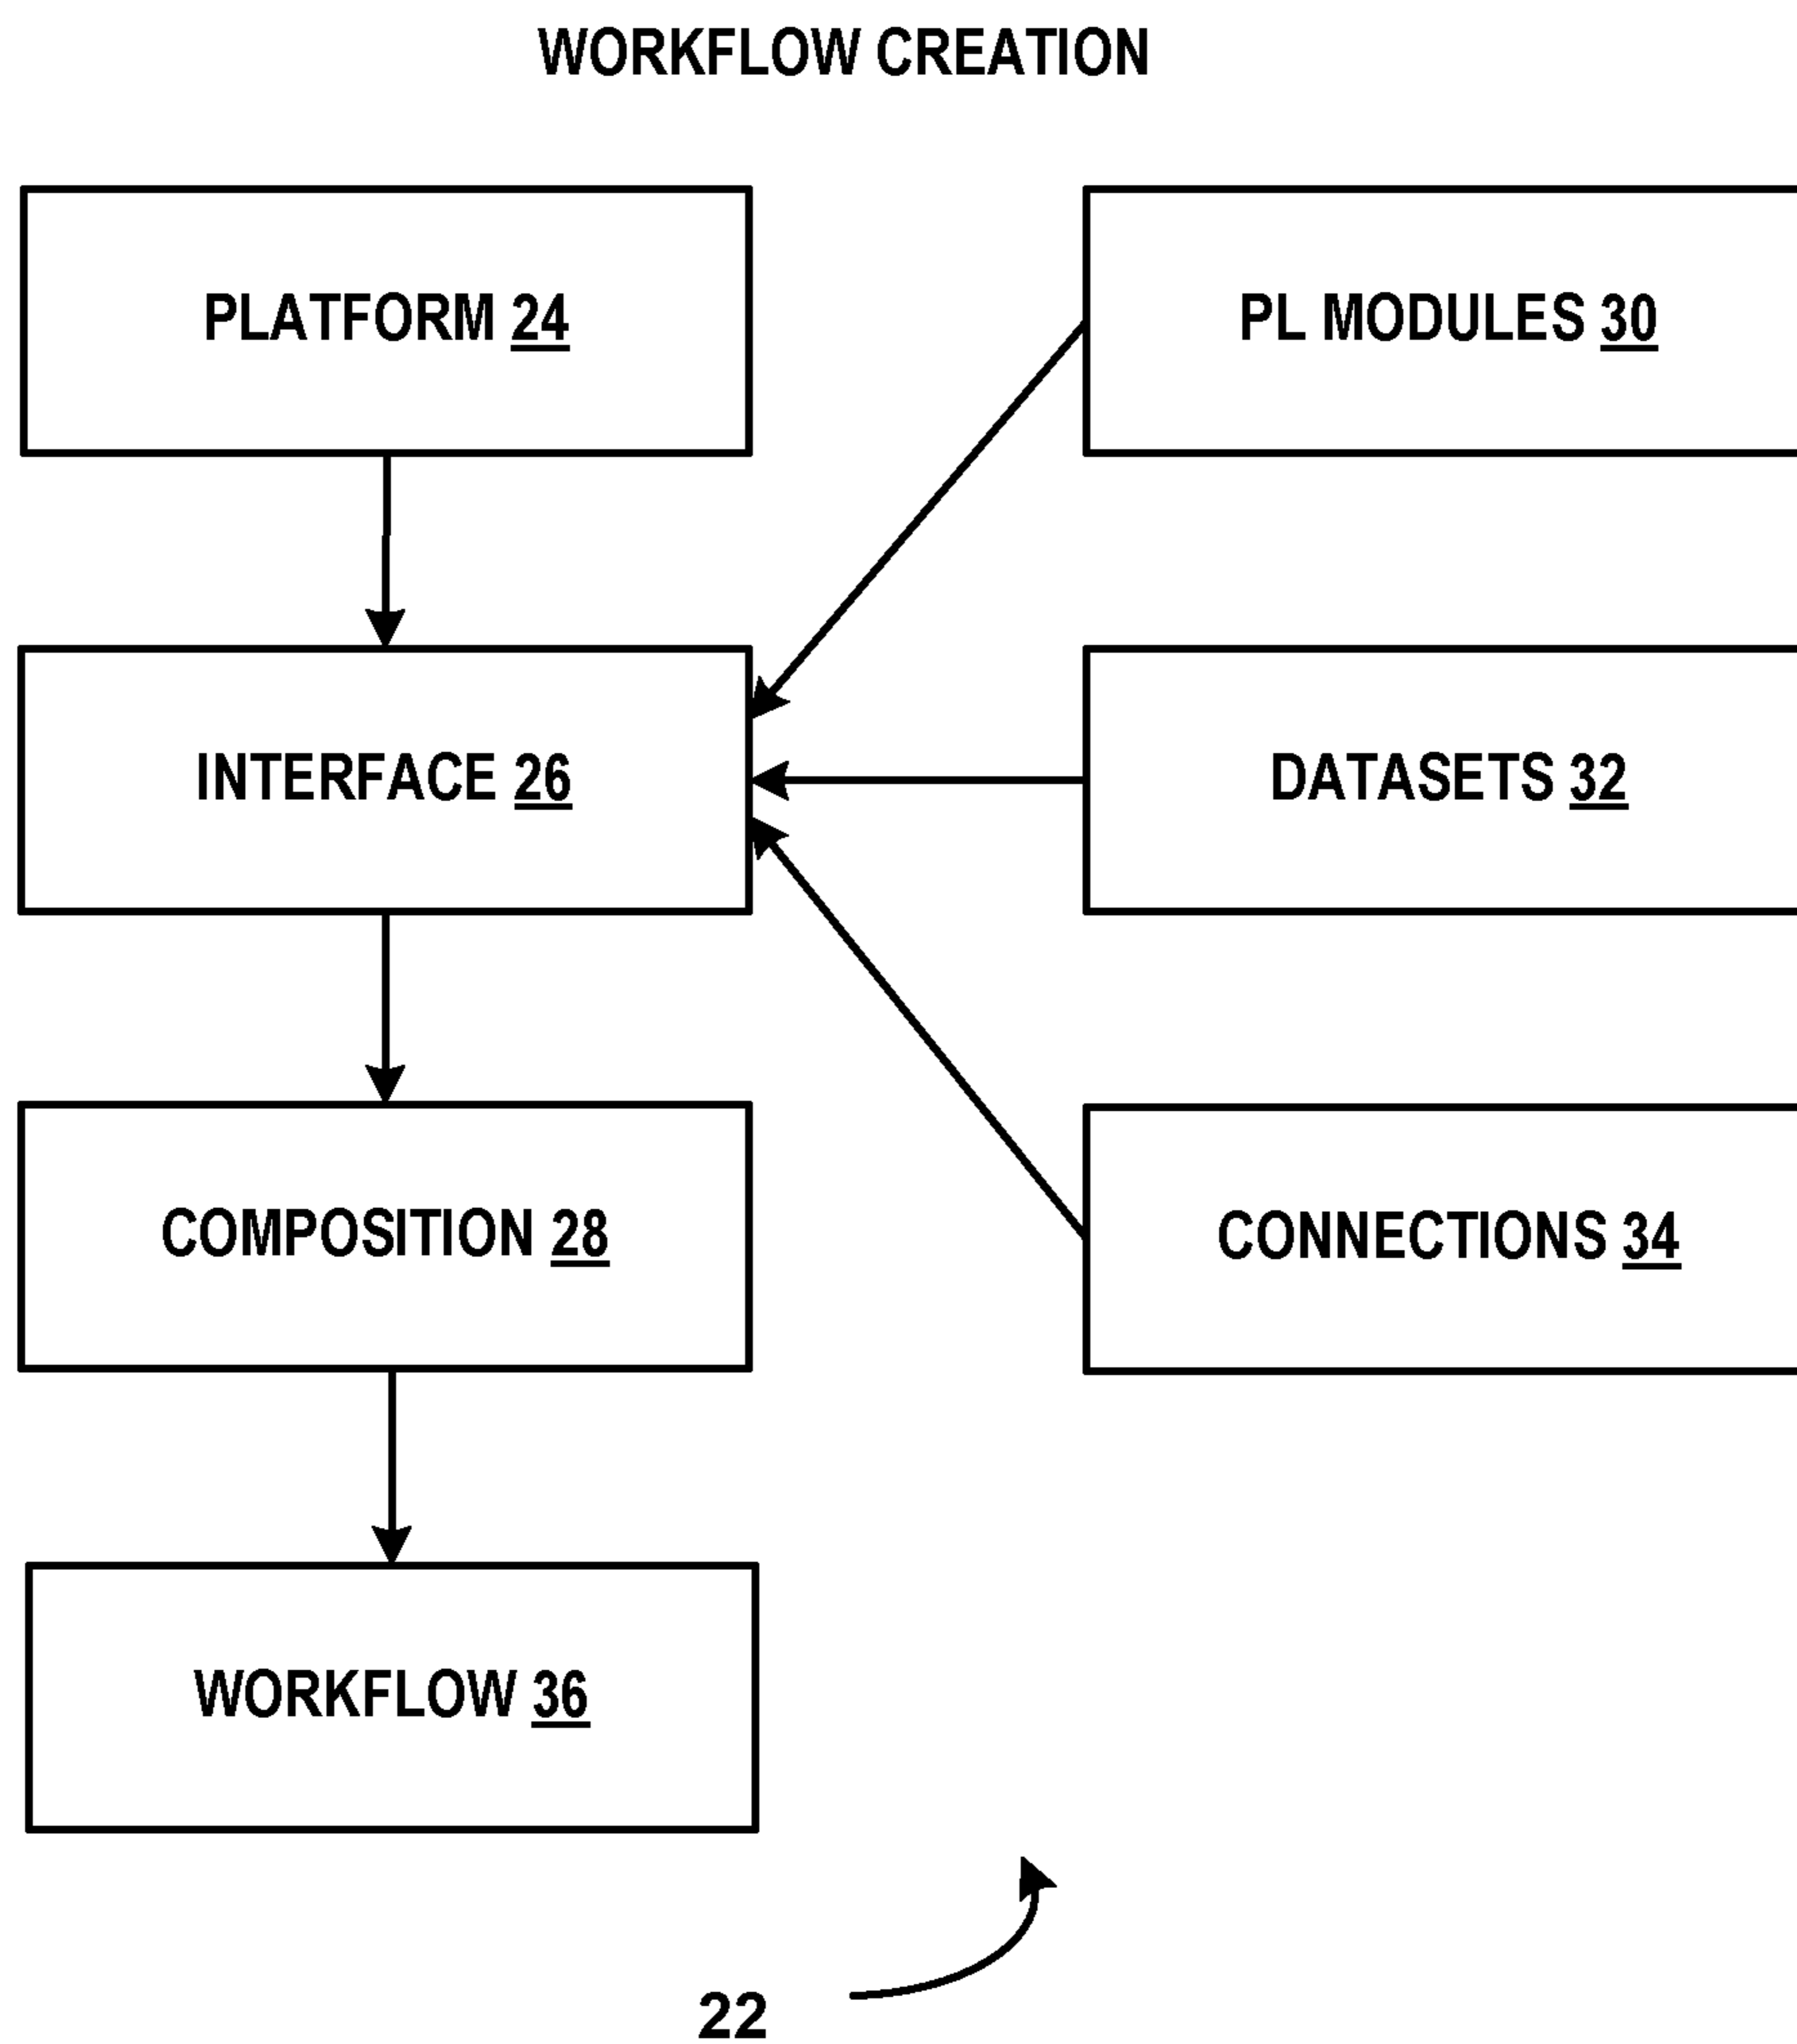 WORKFLOW CREATION
PLATFORM 24
PL MODULES 30
INTERFACE 26
DATASETS 32
COMPOSITION 28
CONNECTIONS 34
WORKFLOW 36
22